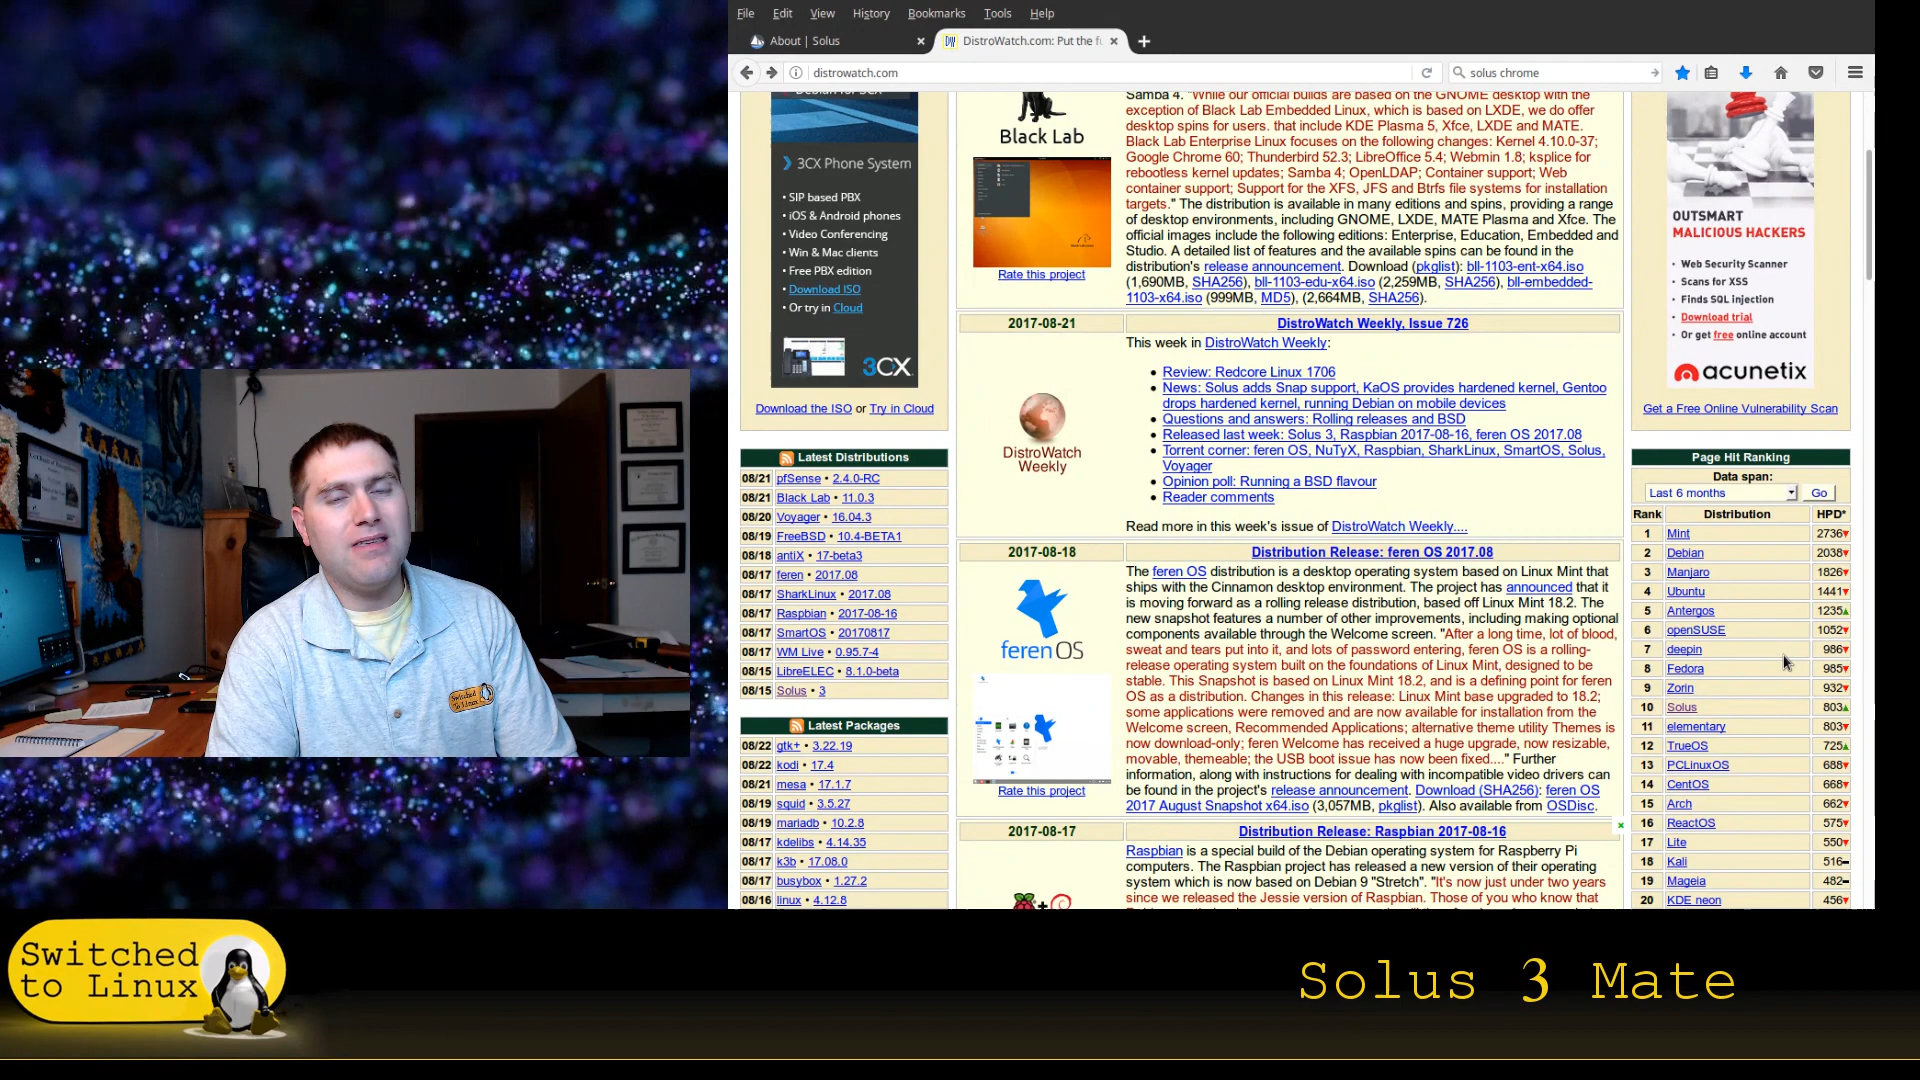 File Edit View History Bookmarks Tools Help
About | Solus
DistroWatch.com: Put the fu
distrowatch.com
solus chrome
3CX Phone System
• SIP based PBX
• iOS & Android phones
• Video Conferencing
• Win & Mac clients
• Free PBX edition
• Download ISO
• Or try in Cloud
3CX
Download the ISO or Try in Cloud
Latest Distributions
08/21 pfSense • 2.4.0-RC
08/21 Black Lab • 11.0.3
08/20 Voyager • 16.04.3
08/19 FreeBSD • 10.4-BETA1
08/18 antiX • 17-beta3
08/17 feren • 2017.08
08/17 SharkLinux • 2017.08
08/17 Raspbian • 2017-08-16
08/17 SmartOS • 20170817
08/17 WM Live • 0.95.7-4
08/15 LibreELEC • 8.1.0-beta
08/15 Solus • 3
Latest Packages
08/22 gtk+ • 3.22.19
08/22 kodi • 17.4
08/21 mesa • 17.1.7
08/19 squid • 3.5.27
08/19 mariadb • 10.2.8
08/17 kdelibs • 4.14.35
08/17 k3b • 17.08.0
08/17 busybox • 1.27.2
08/16 linux • 4.12.8
Black Lab
Rate this project
Samba 4. "While our official builds are based on the GNOME desktop with the
exception of Black Lab Embedded Linux, which is based on LXDE, we do offer
desktop spins for users. that include KDE Plasma 5, Xfce, LXDE and MATE.
Black Lab Enterprise Linux focuses on the following changes: Kernel 4.10.0-37;
Google Chrome 60; Thunderbird 52.3; LibreOffice 5.4; Webmin 1.8; ksplice for
rebootless kernel updates; Samba 4; OpenLDAP; Container support; Web
container support; Support for the XFS, JFS and Btrfs file systems for installation
targets." The distribution is available in many editions and spins, providing a range
of desktop environments, including GNOME, LXDE, MATE Plasma and Xfce. The
official images include the following editions: Enterprise, Education, Embedded and
Studio. A detailed list of features and the available spins can be found in the
distribution's release announcement. Download (pkglist): bll-1103-ent-x64.iso
(1,690MB, SHA256), bll-1103-edu-x64.iso (2,259MB, SHA256), bll-embedded-
1103-x64.iso (999MB, MD5), (2,664MB, SHA256).
2017-08-21 DistroWatch Weekly, Issue 726
DistroWatch
Weekly
This week in DistroWatch Weekly:
• Review: Redcore Linux 1706
• News: Solus adds Snap support, KaOS provides hardened kernel, Gentoo
drops hardened kernel, running Debian on mobile devices
• Questions and answers: Rolling releases and BSD
• Released last week: Solus 3, Raspbian 2017-08-16, feren OS 2017.08
• Torrent corner: feren OS, NuTyX, Raspbian, SharkLinux, SmartOS, Solus,
Voyager
• Opinion poll: Running a BSD flavour
• Reader comments
Read more in this week's issue of DistroWatch Weekly....
2017-08-18 Distribution Release: feren OS 2017.08
feren OS
Rate this project
The feren OS distribution is a desktop operating system based on Linux Mint that
ships with the Cinnamon desktop environment. The project has announced that it
is moving forward as a rolling release distribution, based off Linux Mint 18.2. The
new snapshot features a number of other improvements, including making optional
components available through the Welcome screen. "After a long time, lot of blood,
sweat and tears put into it, and lots of password entering, feren OS is a rolling-
release operating system built on the foundations of Linux Mint, designed to be
stable. This Snapshot is based on Linux Mint 18.2, and is a defining point for feren
OS as a distribution. Changes in this release: Linux Mint base upgraded to 18.2;
some applications were removed and are now available for installation from the
Welcome screen, Recommended Applications; alternative theme utility Themes is
now download-only; feren Welcome has received a huge upgrade, now resizable,
movable, themeable; the USB boot issue has now been fixed...." Further
information, along with instructions for dealing with incompatible video drivers can
be found in the project's release announcement. Download (SHA256): feren OS
2017 August Snapshot x64.iso (3,057MB, pkglist). Also available from OSDisc.
2017-08-17 Distribution Release: Raspbian 2017-08-16
Raspbian is a special build of the Debian operating system for Raspberry Pi
computers. The Raspbian project has released a new version of their operating
system which is now based on Debian 9 "Stretch". "It's now just under two years
since we released the Jessie version of Raspbian. Those of you who know that
OUTSMART
MALICIOUS HACKERS
• Web Security Scanner
• Scans for XSS
• Finds SQL injection
• Download trial
• Or get free online account
acunetix
Get a Free Online Vulnerability Scan
Page Hit Ranking
Data span:
Last 6 months Go
Rank Distribution HPD*
1 Mint 2736
2 Debian 2038
3 Manjaro 1826
4 Ubuntu 1441
5 Antergos 1235
6 openSUSE 1052
7 deepin 986
8 Fedora 985
9 Zorin 932
10 Solus 803
11 elementary 803
12 TrueOS 725
13 PCLinuxOS 688
14 CentOS 668
15 Arch 662
16 ReactOS 575
17 Lite 550
18 Kali 516
19 Mageia 482
20 KDE neon 456
Switched
To Linux
Switched
to Linux
Solus 3 Mate